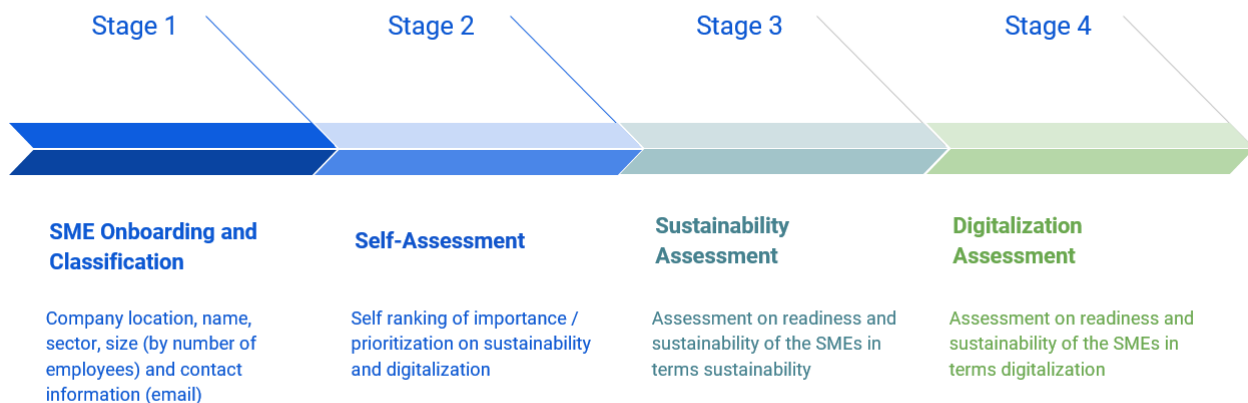 Stage 1
Stage 2
Stage 3
Stage 4
SME Onboarding and
Classification
Company location, name,
sector, size (by number of
employees) and contact
information (email)
Self-Assessment
Self ranking of importance /
prioritization on sustainability
and digitalization
Sustainability
Assessment
Assessment on readiness and
sustainability of the SMEs in
terms sustainability
Digitalization
Assessment
Assessment on readiness and
sustainability of the SMEs in
terms digitalization